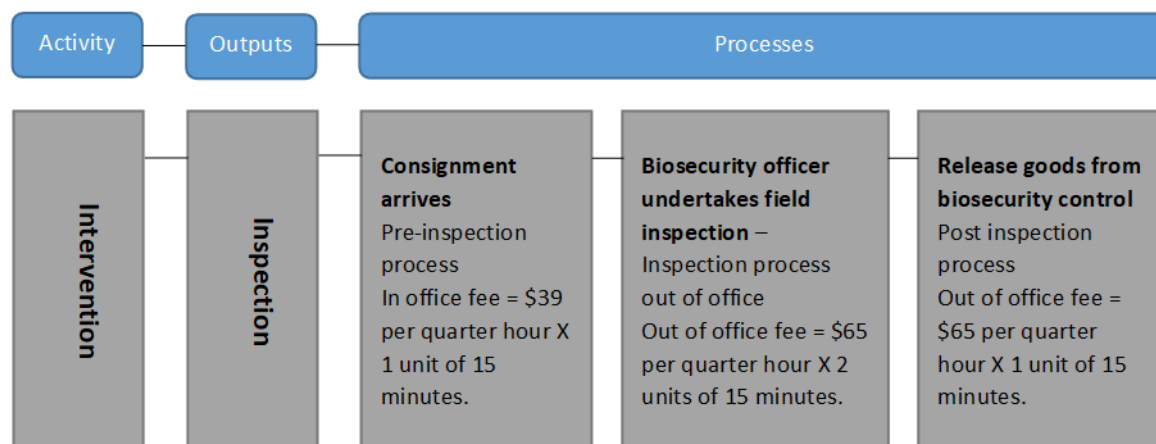 Activity
Outputs
Processes
Intervention
Inspection
Consignment
arrives
Pre-inspection
process
In office fee = $39
per quarter hour X
1 unit of 15
minutes.
Biosecurity officer
undertakes field
inspection –
Inspection process
out of office
Out of office fee = $65
per quarter hour X 2
units of 15 minutes.
Release goods from
biosecurity control
Post inspection
process
Out of office fee =
$65 per quarter
hour X 1 unit of 15
minutes.